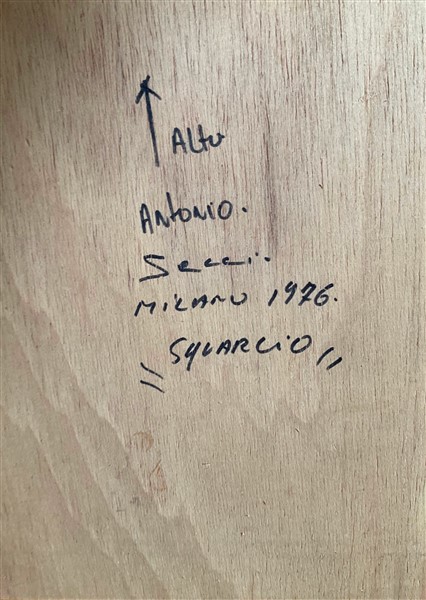 ↑ Alto
Antonio.
Secci.
MILANO 1976.
"SQUARCIO"